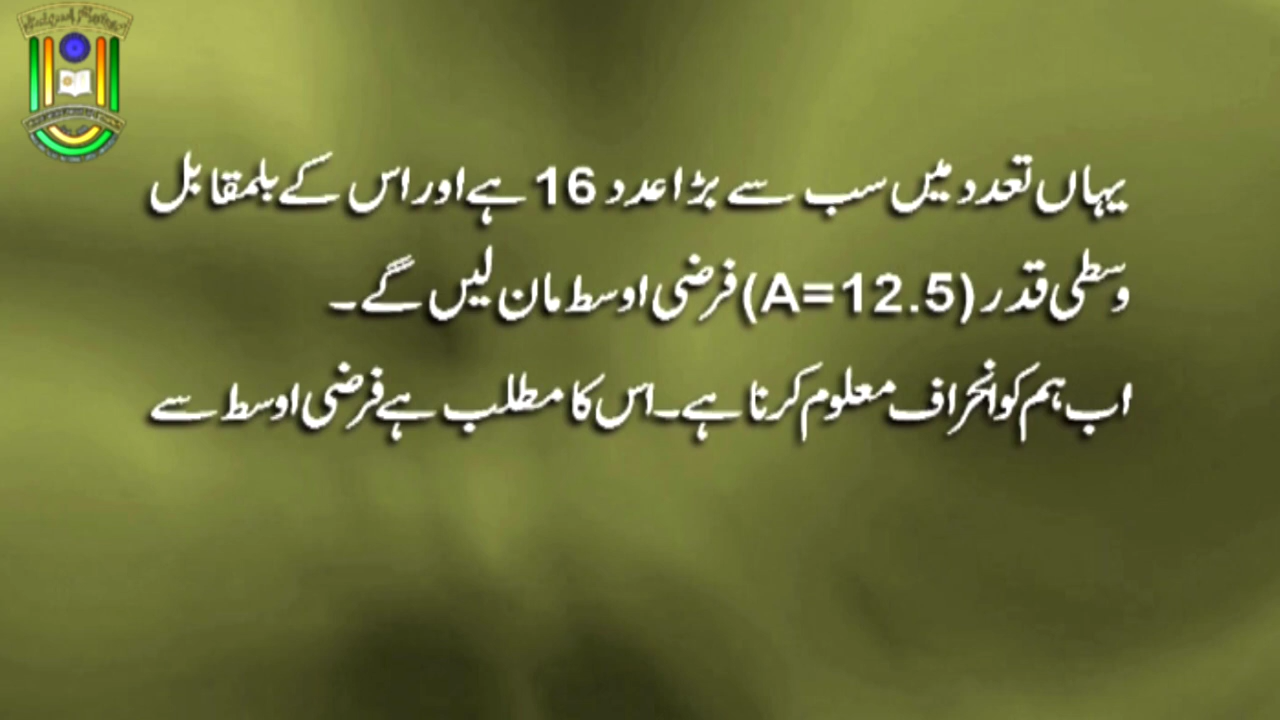 یہاں تعدد میں سب سے بڑا عدد 16 ہے اور اس کے بلمقابل
وسطی قدر (A=12.5) فرضی اوسط مان لیں گے۔
اب ہم کو انحراف معلوم کرنا ہے۔ اس کا مطلب ہے فرضی اوسط سے